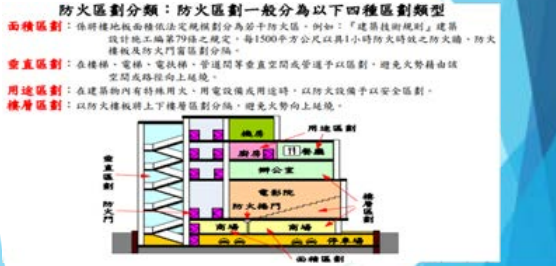 防火區劃分類：防火區劃一般分為以下四種區劃類型
面積區劃：係將樓地板面積依法定規模劃分為若干防火區，例如：『建築技術規則』建築
設計施工編第79條之規定，每1500平方公尺以具1小時防火時效之防火牆、防火
樓板及防火門窗區劃分隔。
垂直區劃：在樓梯、電梯、電扶梯、管道間等垂直空間或管道予以區劃，避免火勢藉由該
空間或路徑向上延燒。
用途區劃：在建築物內有特殊用火、用電設備或用途時，以防火設備予以安全區劃。
樓層區劃：以防火樓板將上下樓層區劃分隔，避免火勢向上延燒。
用途區劃
機房
廚房
餐廳
垂直區劃
辦公室
電影院
樓層區劃
防火門
防火捲門
商場
商場
停車場
面積區劃